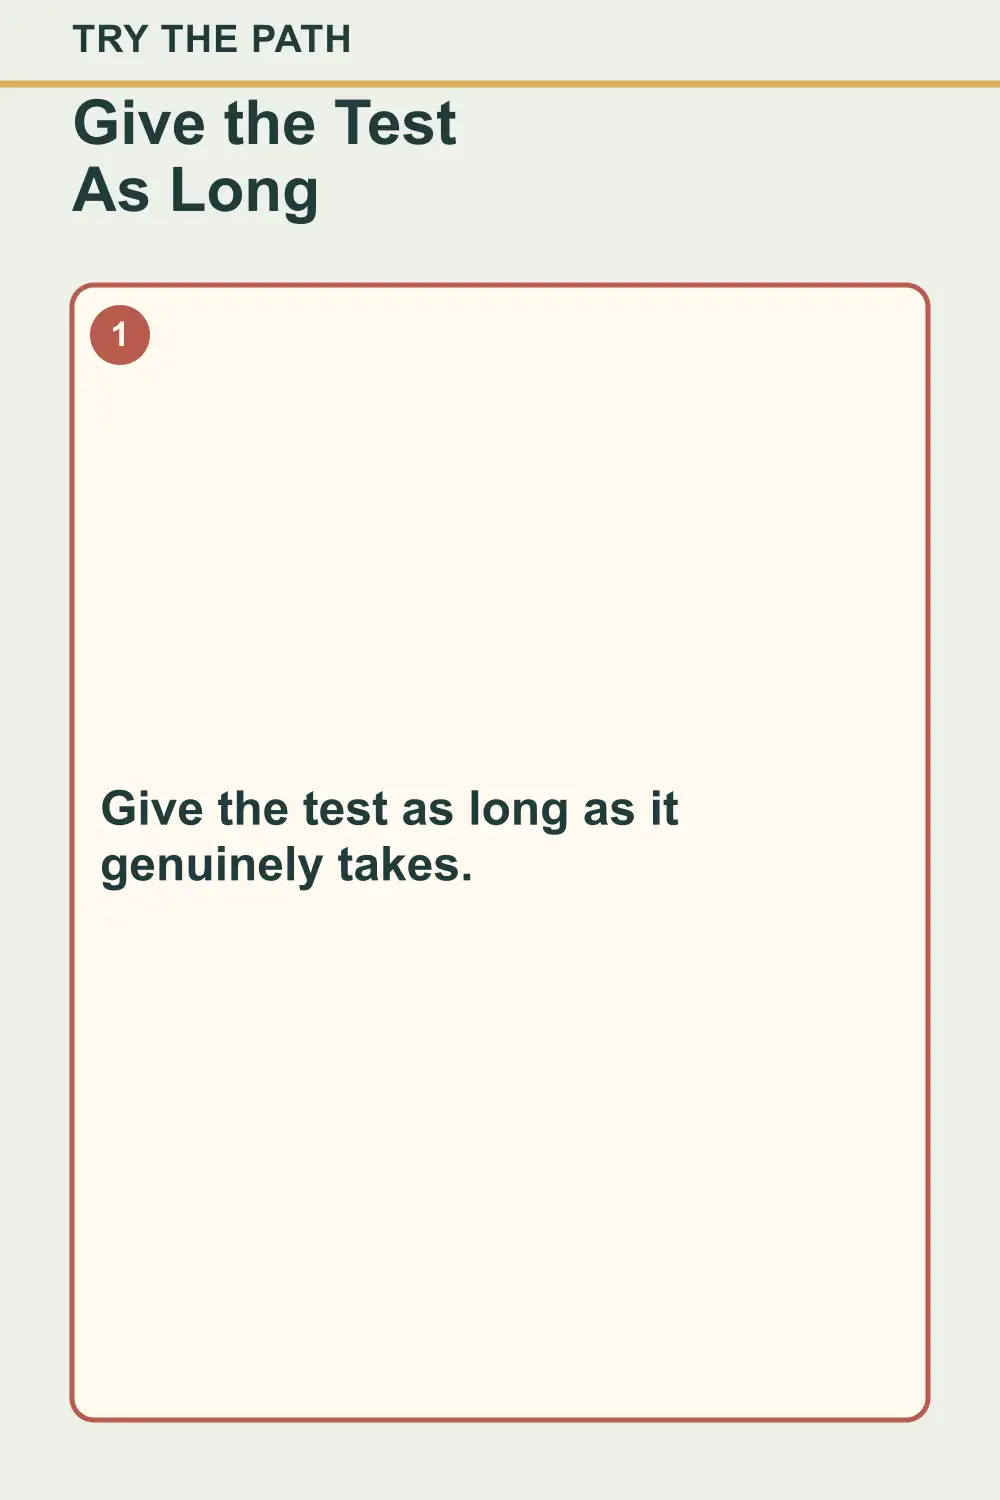 TRY THE PATH
Give the Test
As Long
1
Give the test as long as it
genuinely takes.